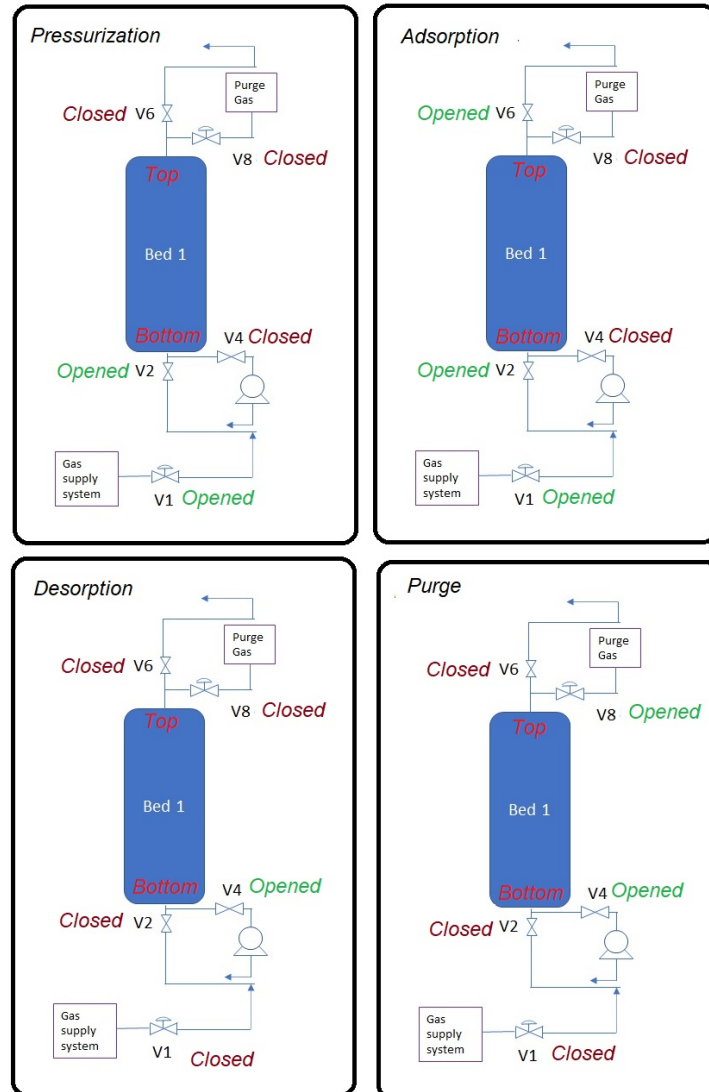 Pressurization
Purge
Gas
Closed V6
V8 Closed
Top
Bed 1
Bottom
V4 Closed
Opened V2
Gas
supply
system
V1 Opened
Adsorption
Purge
Gas
Opened V6
V8 Closed
Top
Bed 1
Bottom
V4 Closed
Opened V2
Gas
supply
system
V1 Opened
Desorption
Purge
Gas
Closed V6
V8 Closed
Top
Bed 1
Bottom
V4 Opened
Closed V2
Gas
supply
system
V1 Closed
Purge
Purge
Gas
Closed V6
V8 Opened
Top
Bed 1
Bottom
V4 Opened
Closed V2
Gas
supply
system
V1 Closed